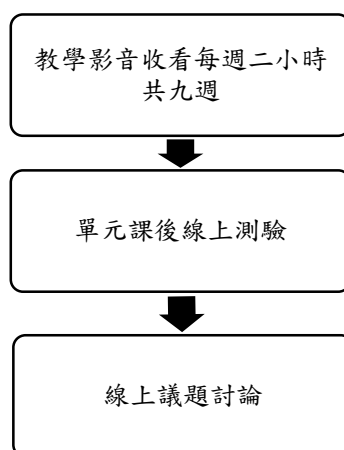 教學影音收看每週二小時
共九週
單元課後線上測驗
線上議題討論